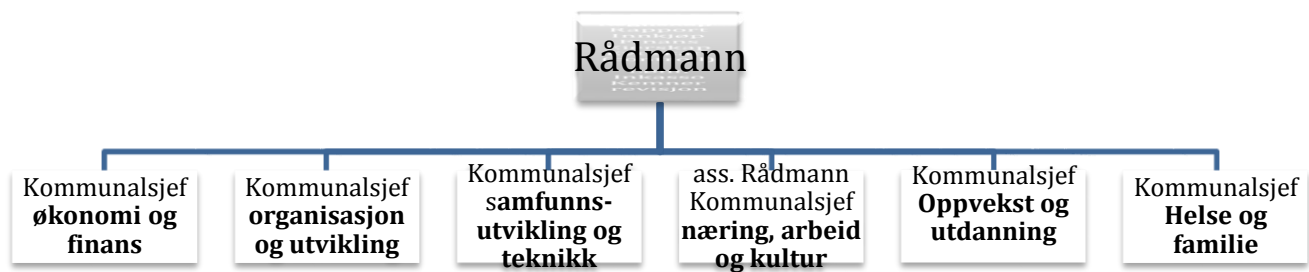 Rådmann
Kommunalsjef
økonomi og
finans
Kommunalsjef
organisasjon
og utvikling
Kommunalsjef
samfunns-
utvikling og
teknikk
ass. Rådmann
Kommunalsjef
næring, arbeid
og kultur
Kommunalsjef
Oppvekst og
utdanning
Kommunalsjef
Helse og
familie